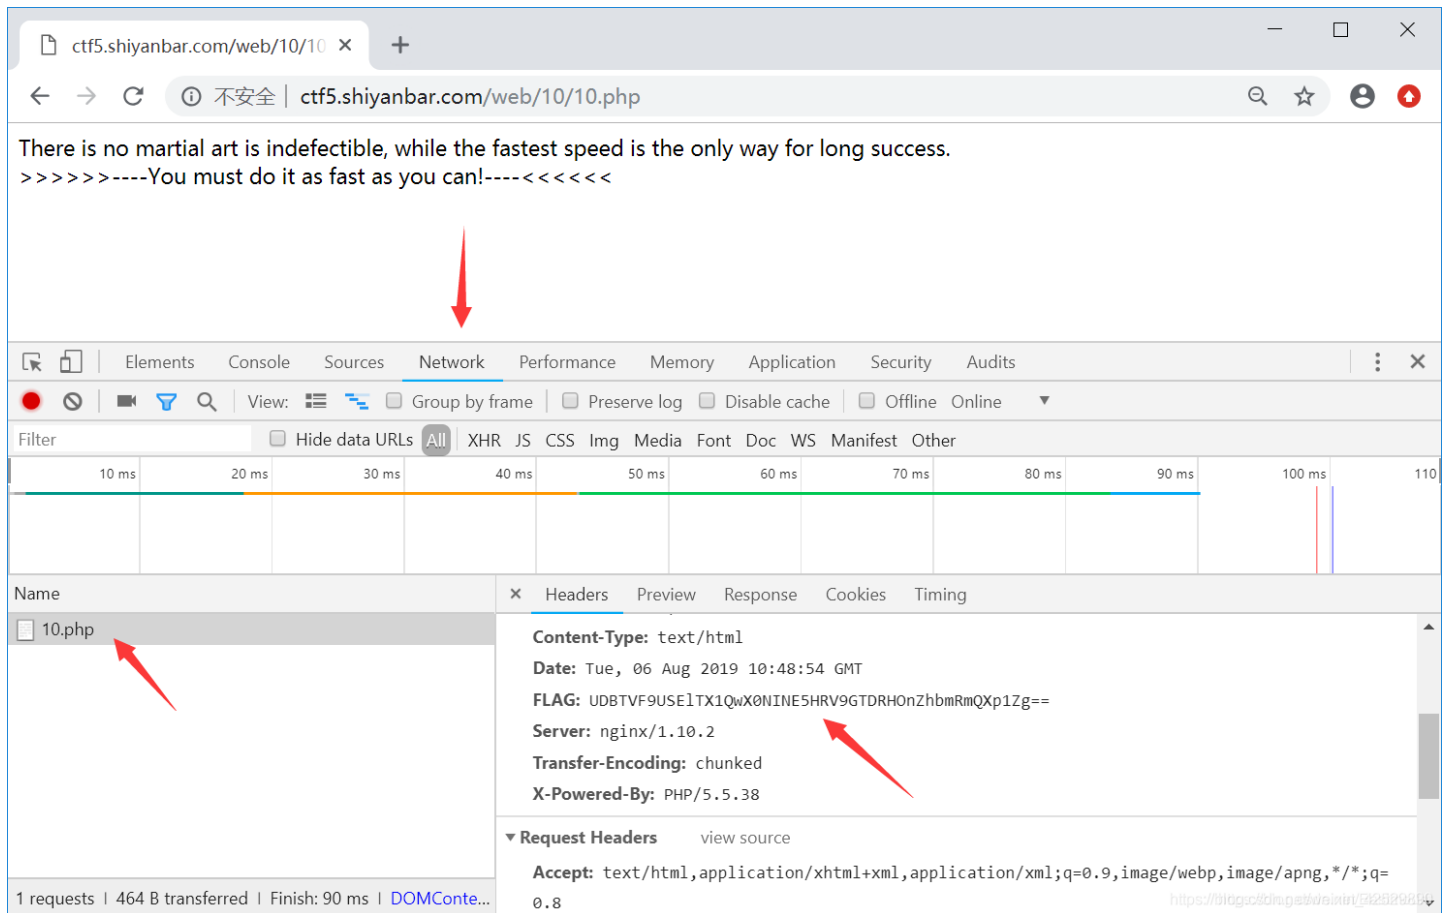 ctf5.shiyanbar.com/web/10/10
不安全 ctf5.shiyanbar.com/web/10/10.php
There is no martial art is indefectible, while the fastest speed is the only way for long success.
>>>>>>----You must do it as fast as you can!----<<<<<<
Elements Console Sources Network Performance Memory Application Security Audits
View: Group by frame Preserve log Disable cache Offline Online
Filter Hide data URLs All XHR JS CSS Img Media Font Doc WS Manifest Other
10 ms 20 ms 30 ms 40 ms 50 ms 60 ms 70 ms 80 ms 90 ms 100 ms 110
Name
Headers Preview Response Cookies Timing
10.php
Content-Type: text/html
Date: Tue, 06 Aug 2019 10:48:54 GMT
FLAG: UDBTVF9USElTX1QwX0NINE5HRV9GTDRHOnZhbmRmQXp1Zg==
Server: nginx/1.10.2
Transfer-Encoding: chunked
X-Powered-By: PHP/5.5.38
Request Headers view source
Accept: text/html,application/xhtml+xml,application/xml;q=0.9,image/webp,image/apng,*/*;q=
0.8
1 requests | 464 B transferred | Finish: 90 ms | DOMConte...